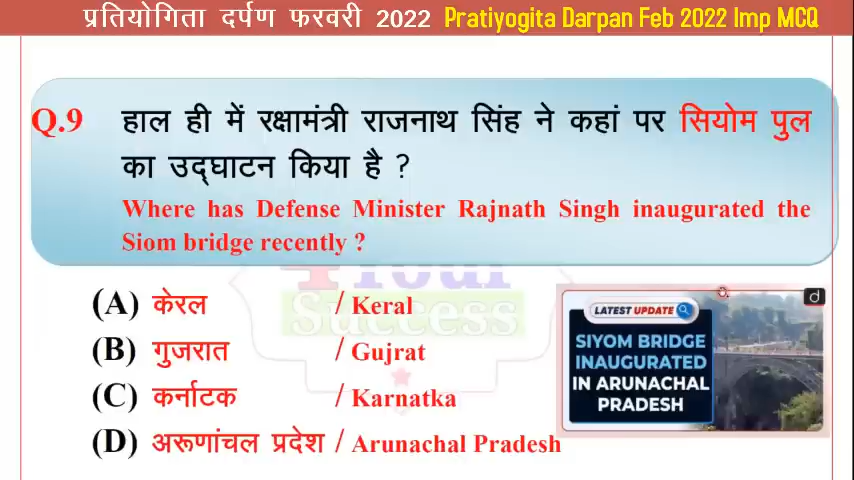 प्रतियोगिता दर्पण फरवरी 2022 Pratiyogita Darpan Feb 2022 Imp MCQ
Q.9 हाल ही में रक्षामंत्री राजनाथ सिंह ने कहां पर सियोम पुल
का उद्घाटन किया है ?
Where has Defense Minister Rajnath Singh inaugurated the
Siom bridge recently ?
(A) केरल / Keral
(B) गुजरात / Gujrat
(C) कर्नाटक / Karnatka
(D) अरूणांचल प्रदेश / Arunachal Pradesh
LATEST UPDATE
SIYOM BRIDGE
INAUGURATED
IN ARUNACHAL
PRADESH
Success